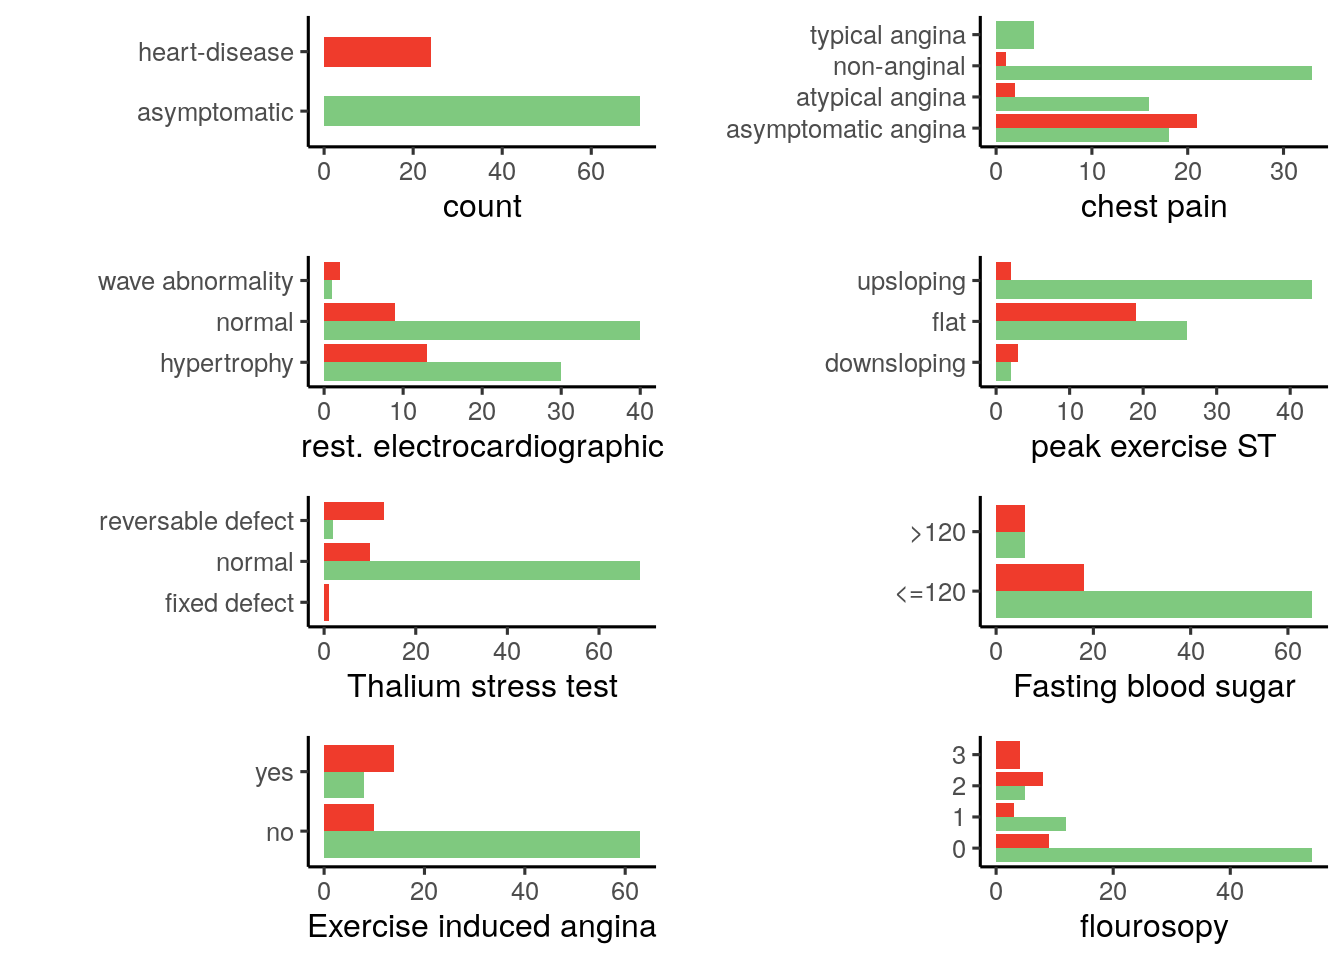 heart-disease
asymptomatic
0 20 40 60
count
typical angina
non-anginal
atypical angina
asymptomatic angina
0 10 20 30
chest pain
wave abnormality
normal
hypertrophy
0 10 20 30 40
rest. electrocardiographic
upsloping
flat
downsloping
0 10 20 30 40
peak exercise ST
reversable defect
normal
fixed defect
0 20 40 60
Thalium stress test
>120
<=120
0 20 40 60
Fasting blood sugar
yes
no
0 20 40 60
Exercise induced angina
3
2
1
0
0 20 40
flourosopy